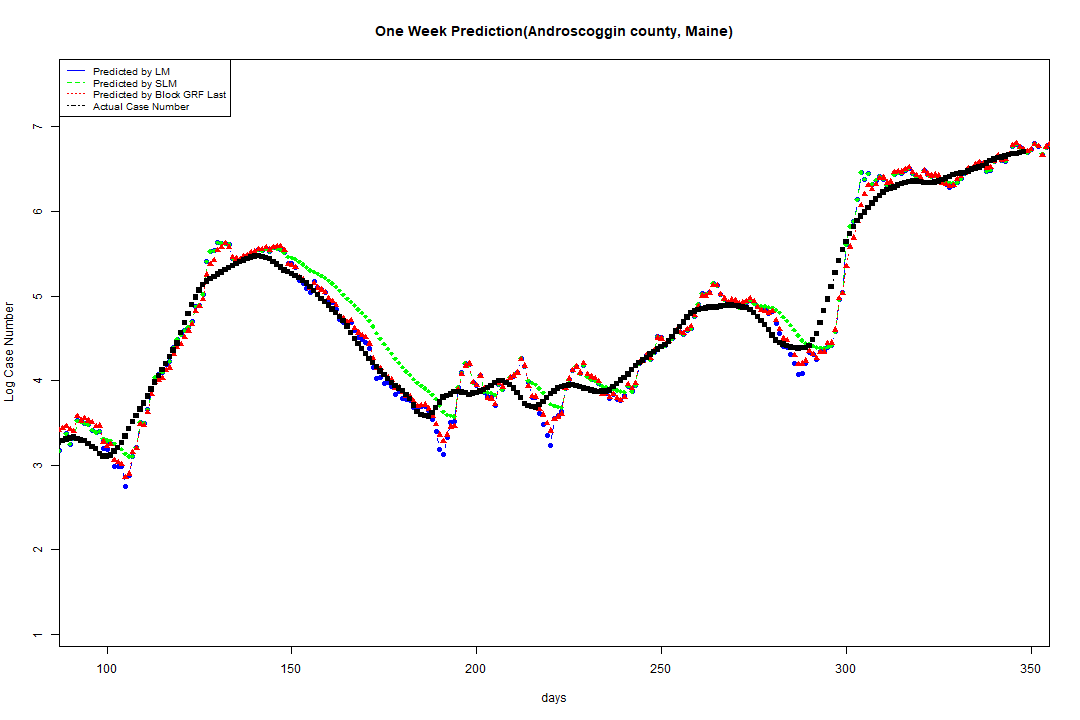 One Week Prediction(Androscoggin county, Maine)
Predicted by LM
Predicted by SLM
Predicted by Block GRF Last
Actual Case Number
Log Case Number
7
6
5
4
3
2
1
100 150 200 250 300 350
days